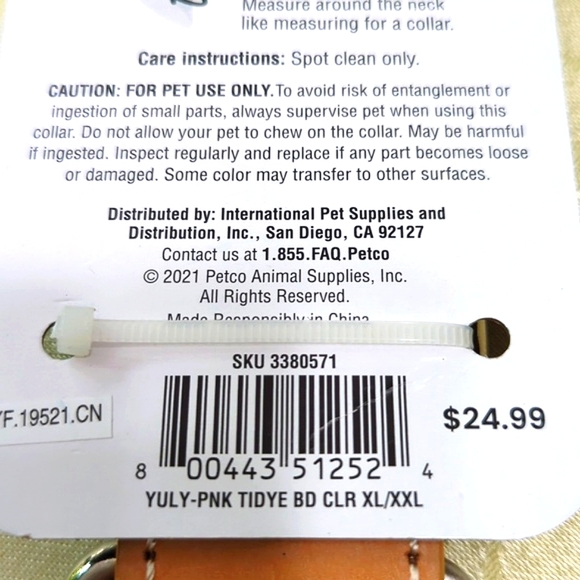 Measure around the neck
like measuring for a collar.
Care instructions: Spot clean only.
CAUTION: FOR PET USE ONLY. To avoid risk of entanglement or
ingestion of small parts, always supervise pet when using this
collar. Do not allow your pet to chew on the collar. May be harmful
if ingested. Inspect regularly and replace if any part becomes loose
or damaged. Some color may transfer to other surfaces.
Distributed by: International Pet Supplies and
Distribution, Inc., San Diego, CA 92127
Contact us at 1.855.FAQ.Petco
© 2021 Petco Animal Supplies, Inc.
All Rights Reserved.
Made Responsibly in China
SKU 3380571
F.19521.CN
$24.99
8 00443 51252 4
YULY-PNK TIDYE BD CLR XL/XXL